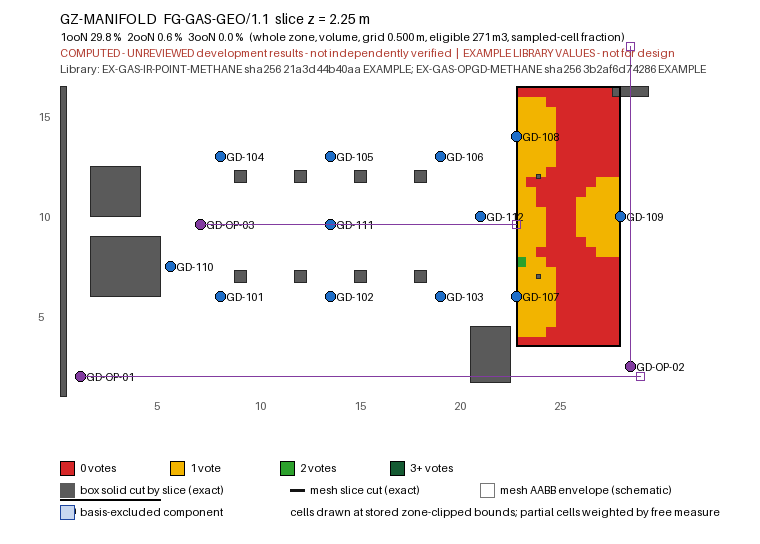 GZ-MANIFOLD FG-GAS-GEO/1.1 slice z = 2.25 m
1ooN 29.8 % 2ooN 0.6 % 3ooN 0.0 % (whole zone, volume, grid 0.500 m, eligible 271 m3, sampled-cell fraction)
COMPUTED - UNREVIEWED development results - not independently verified | EXAMPLE LIBRARY VALUES - not for design
Library: EX-GAS-IR-POINT-METHANE sha256 21a3d44b40aa EXAMPLE; EX-GAS-OPGD-METHANE sha256 3b2af6d74286 EXAMPLE
15
GD-108
GD-104
GD-105
GD-106
10
GD-112
GD-109
GD-OP-03
GD-111
GD-110
5
GD-101
GD-102
GD-103
GD-107
GD-OP-02
GD-OP-01
5
10
15
20
25
0 votes
1 vote
2 votes
3+ votes
box solid cut by slice (exact)
mesh slice cut (exact)
mesh AABB envelope (schematic)
basis-excluded component
cells drawn at stored zone-clipped bounds; partial cells weighted by free measure